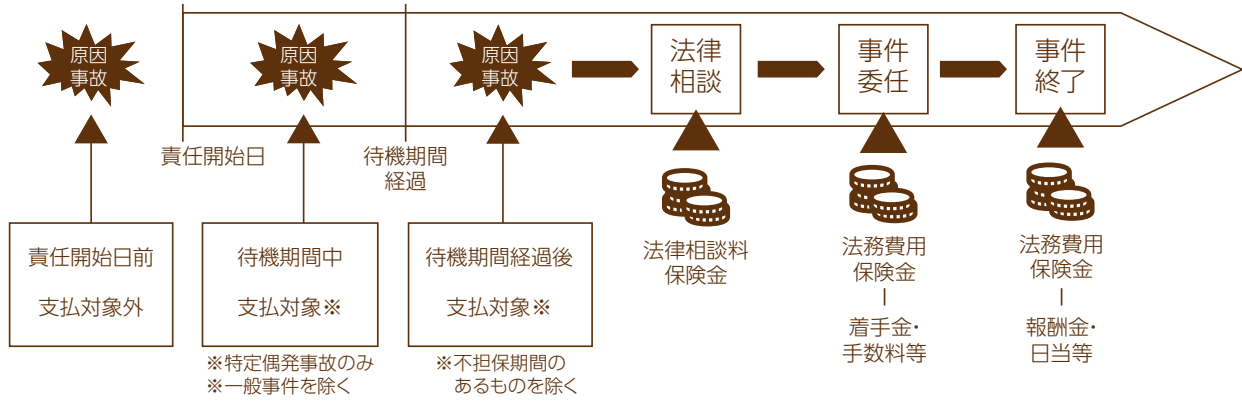 原因
事故
原因
事故
原因
事故
法律
相談
事件
委任
事件
終了
責任開始日
待機期間
経過
責任開始日前
支払対象外
待機期間中
支払対象※
※特定偶発事故のみ
※一般事件を除く
待機期間経過後
支払対象※
※不担保期間の
あるものを除く
法律相談料
保険金
法務費用
保険金
着手金・
手数料等
法務費用
保険金
報酬金・
日当等